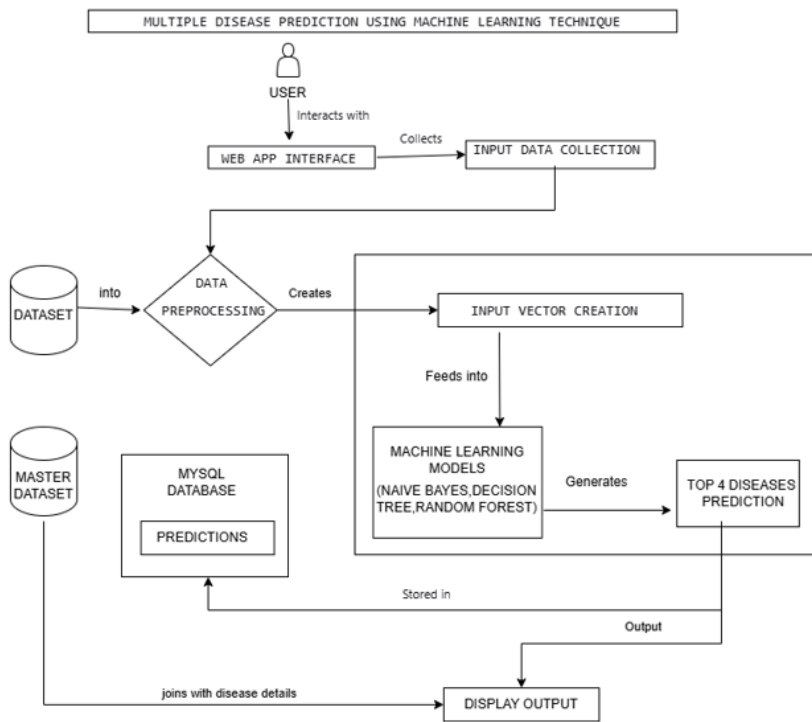 MULTIPLE DISEASE PREDICTION USING MACHINE LEARNING TECHNIQUE
USER
Interacts with
WEB APP INTERFACE
Collects
INPUT DATA COLLECTION
DATASET
into
DATA
PREPROCESSING
Creates
INPUT VECTOR CREATION
Feeds into
MASTER
DATASET
MYSQL
DATABASE
PREDICTIONS
MACHINE LEARNING
MODELS
(NAIVE BAYES,DECISION
TREE,RANDOM FOREST)
Generates
TOP 4 DISEASES
PREDICTION
Stored in
Output
joins with disease details
DISPLAY OUTPUT